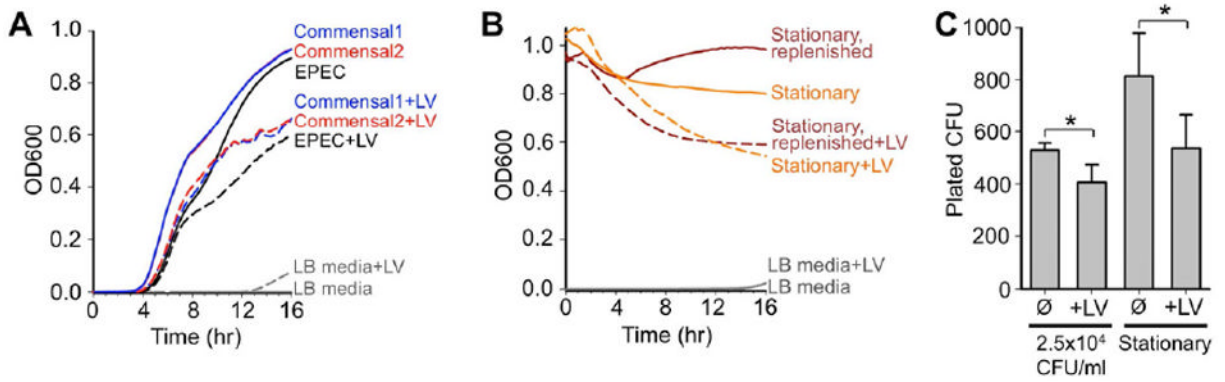 A
OD600
1.0
0.8
0.6
0.4
0.2
0.0
0 4 8 12 16
Time (hr)
Commensal1
Commensal2
EPEC
Commensal1+LV
Commensal2+LV
EPEC+LV
LB media+LV
LB media
B
OD600
1.0
0.8
0.6
0.4
0.2
0.0
0 4 8 12 16
Time (hr)
Stationary,
replenished
Stationary
Stationary,
replenished+LV
Stationary+LV
LB media+LV
LB media
C
Plated CFU
1000
800
600
400
200
0
*
*
Ø +LV Ø +LV
2.5x10⁴ Stationary
CFU/ml